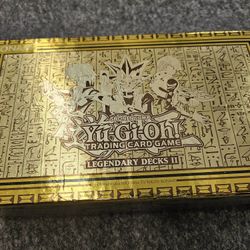 Yu-Gi-Oh!
TRADING CARD GAME
LEGENDARY DECKS II